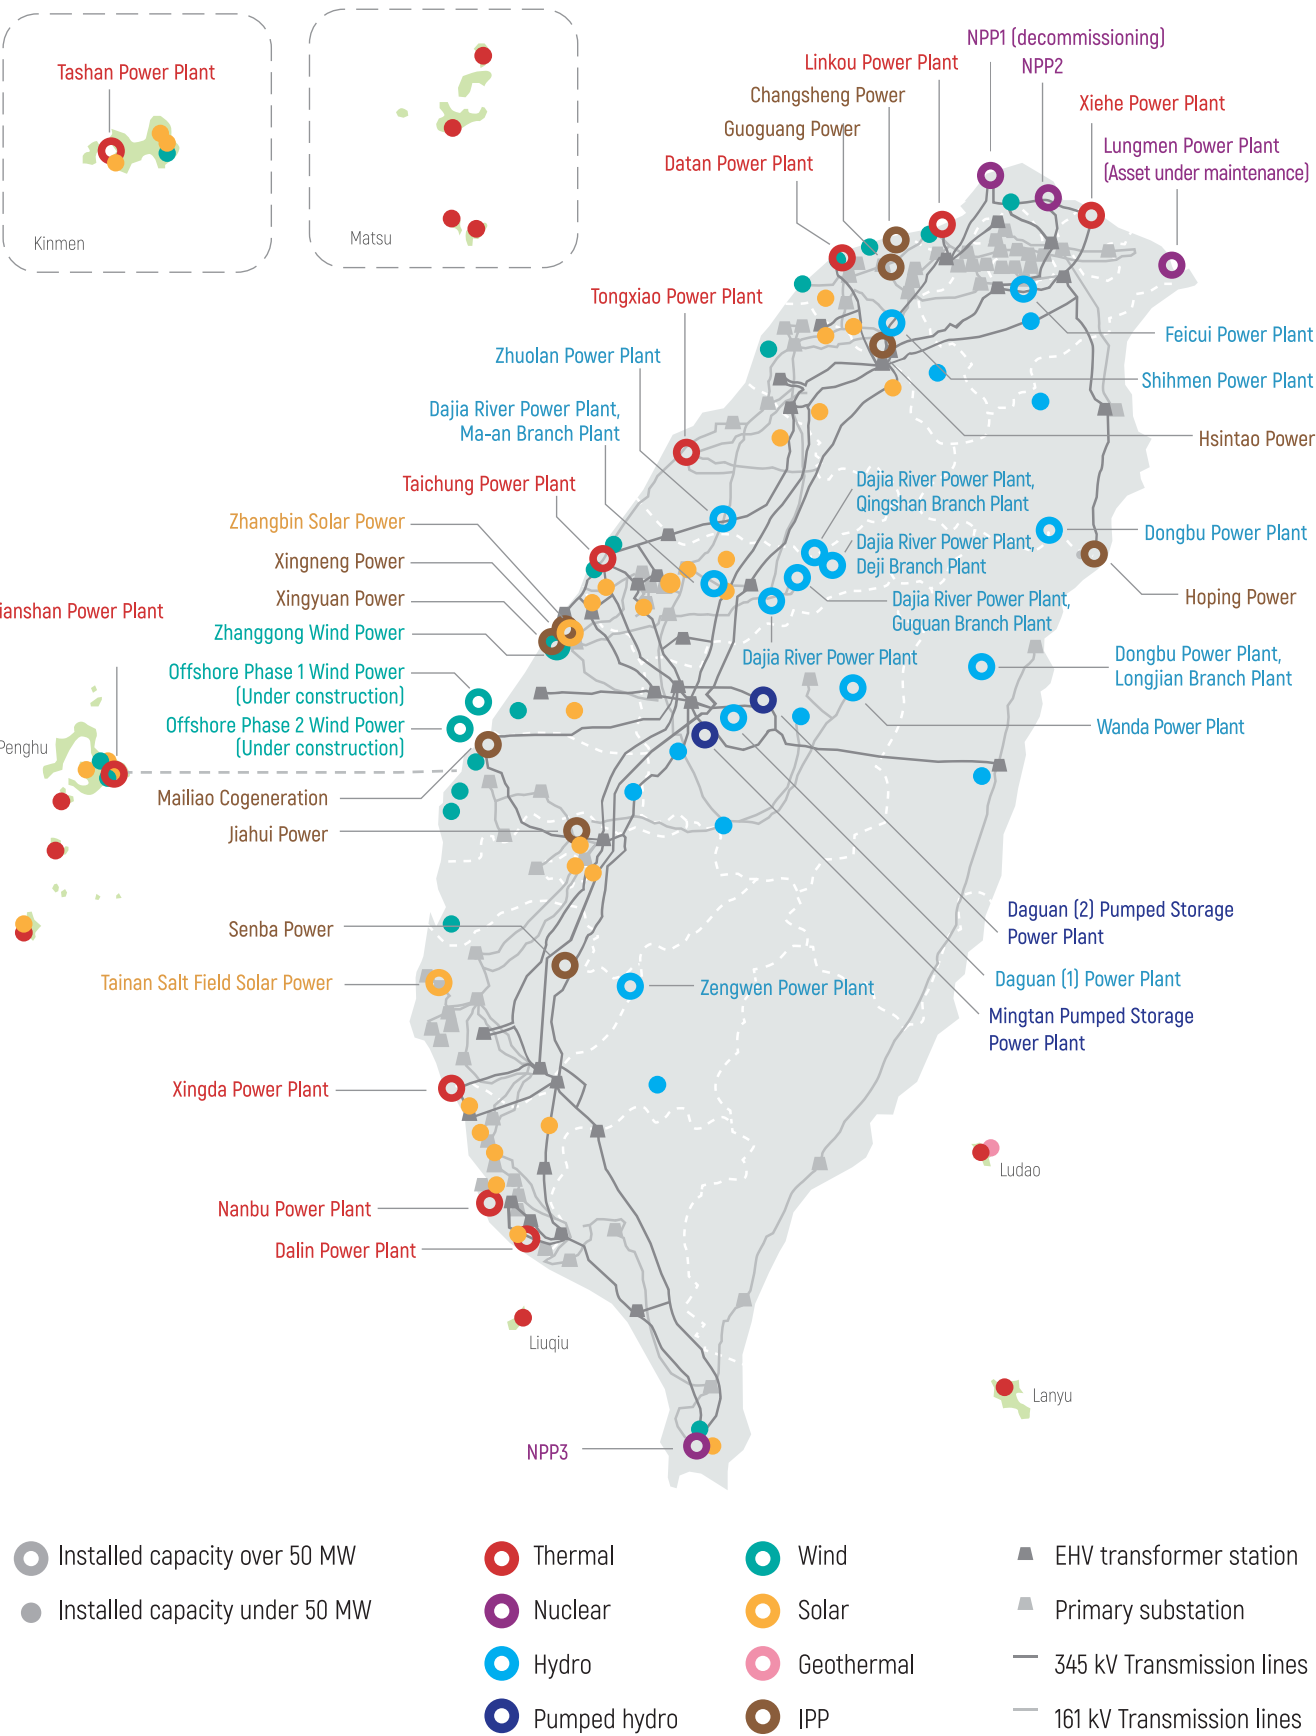 NPP1 (decommissioning)
NPP2
Linkou Power Plant
Changsheng Power
Guoguang Power
Datan Power Plant
Xiehe Power Plant
Lungmen Power Plant
(Asset under maintenance)
Tashan Power Plant
Kinmen
Matsu
Tongxiao Power Plant
Zhuolan Power Plant
Dajia River Power Plant,
Ma-an Branch Plant
Taichung Power Plant
Zhangbin Solar Power
Xingneng Power
Xingyuan Power
Zhanggong Wind Power
Offshore Phase 1 Wind Power
(Under construction)
Offshore Phase 2 Wind Power
(Under construction)
ianshan Power Plant
Penghu
Mailiao Cogeneration
Jiahui Power
Senba Power
Tainan Salt Field Solar Power
Xingda Power Plant
Nanbu Power Plant
Dalin Power Plant
Liuqiu
NPP3
Feicui Power Plant
Shihmen Power Plant
Hsintao Power
Dajia River Power Plant,
Qingshan Branch Plant
Dajia River Power Plant,
Deji Branch Plant
Dongbu Power Plant
Hoping Power
Dajia River Power Plant,
Guguan Branch Plant
Dajia River Power Plant
Dongbu Power Plant,
Longjian Branch Plant
Wanda Power Plant
Daguan (2) Pumped Storage
Power Plant
Daguan (1) Power Plant
Mingtan Pumped Storage
Power Plant
Zengwen Power Plant
Ludao
Lanyu
Installed capacity over 50 MW
Installed capacity under 50 MW
Thermal
Nuclear
Hydro
Pumped hydro
Wind
Solar
Geothermal
IPP
EHV transformer station
Primary substation
345 kV Transmission lines
161 kV Transmission lines